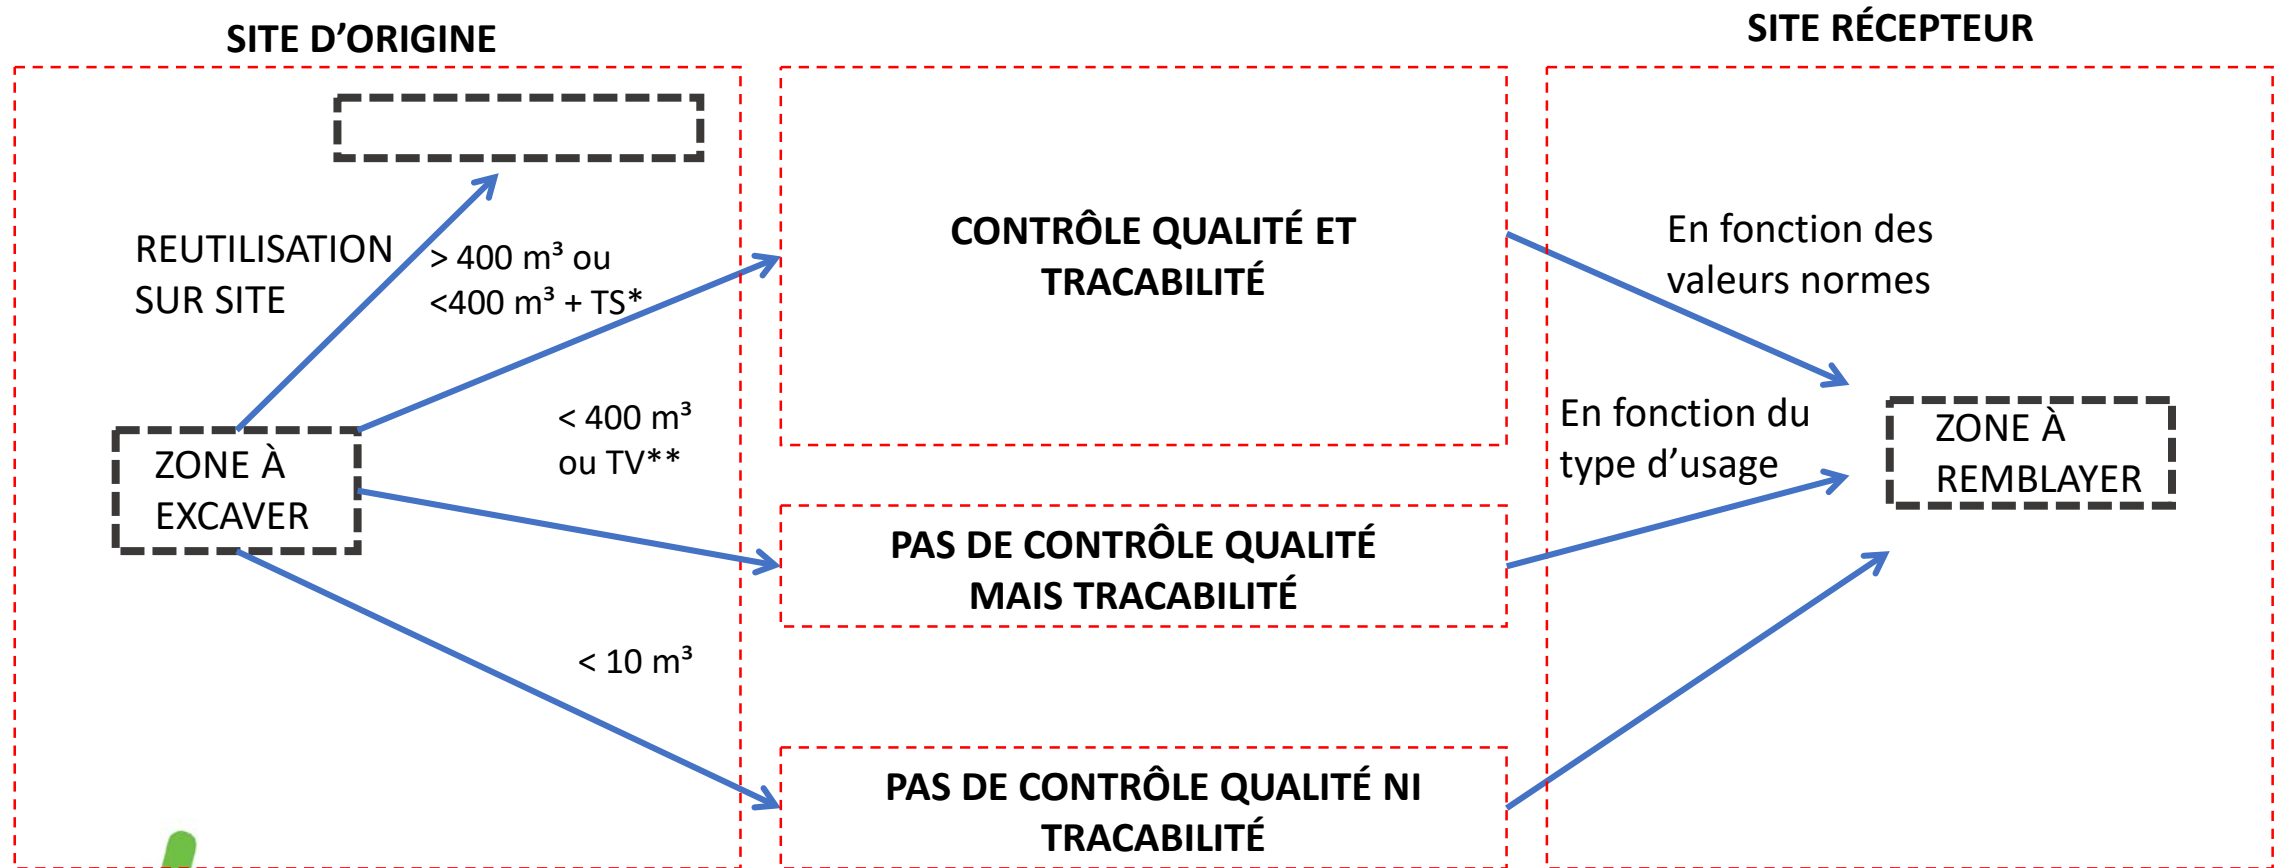 SITE D’ORIGINE
SITE RÉCEPTEUR
REUTILISATION
SUR SITE
> 400 m³ ou
<400 m³ + TS*
CONTRÔLE QUALITÉ ET
TRACABILITÉ
En fonction des
valeurs normes
< 400 m³
ou TV**
En fonction du
type d’usage
ZONE À
EXCAVER
ZONE À
REMBLAYER
PAS DE CONTRÔLE QUALITÉ
MAIS TRACABILITÉ
< 10 m³
PAS DE CONTRÔLE QUALITÉ NI
TRACABILITÉ